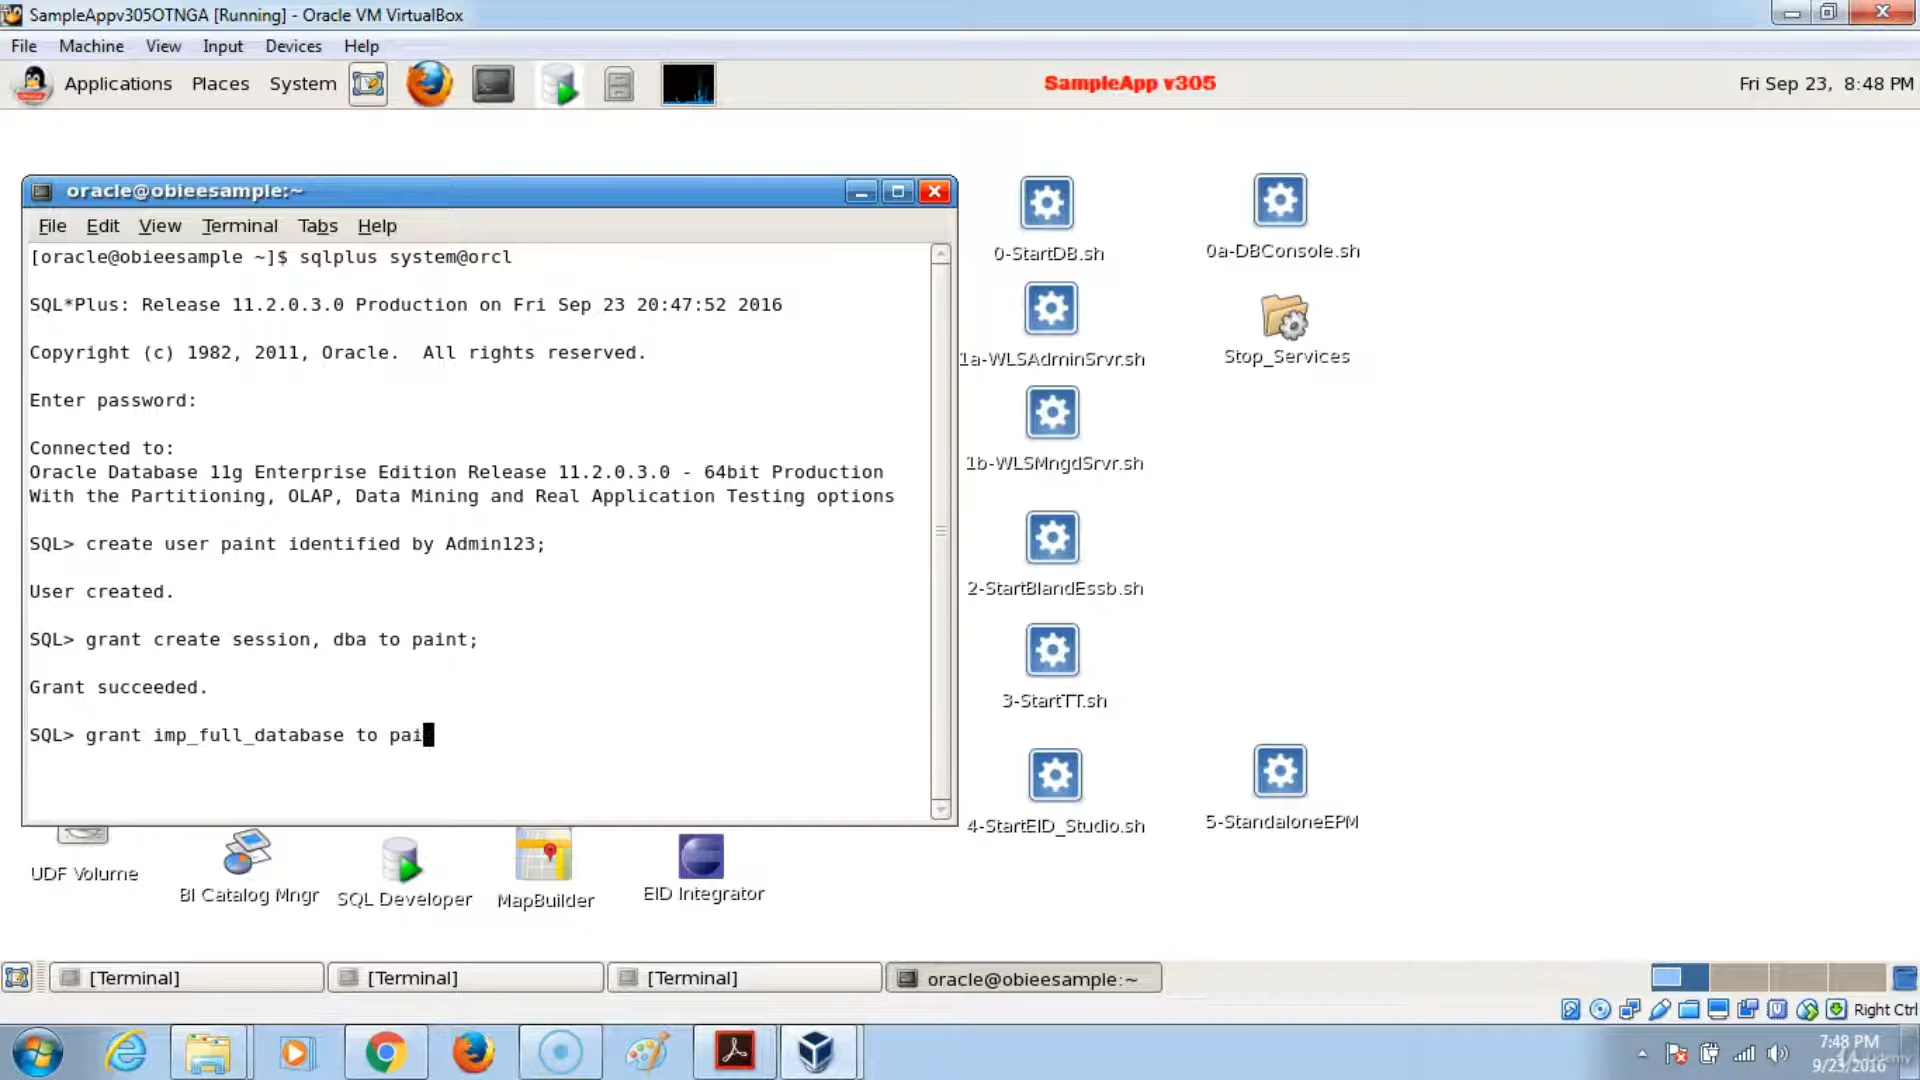 SampleAppv305OTNGA [Running] - Oracle VM VirtualBox
File Machine View Input Devices Help
Applications Places System
SampleApp v305
Fri Sep 23, 8:48 PM
oracle@obieesample:~
File Edit View Terminal Tabs Help
[oracle@obieesample ~]$ sqlplus system@orcl
SQL*Plus: Release 11.2.0.3.0 Production on Fri Sep 23 20:47:52 2016
Copyright (c) 1982, 2011, Oracle.  All rights reserved.
Enter password:
Connected to:
Oracle Database 11g Enterprise Edition Release 11.2.0.3.0 - 64bit Production
With the Partitioning, OLAP, Data Mining and Real Application Testing options
SQL> create user paint identified by Admin123;
User created.
SQL> grant create session, dba to paint;
Grant succeeded.
SQL> grant imp_full_database to pai
0-StartDB.sh
0a-DBConsole.sh
1a-WLSAdminSrvr.sh
Stop_Services
1b-WLSMngdSrvr.sh
2-StartBIandEssb.sh
3-StartTT.sh
4-StartEID_Studio.sh
5-StandaloneEPM
UDF Volume
BI Catalog Mngr
SQL Developer
MapBuilder
EID Integrator
[Terminal]
[Terminal]
[Terminal]
oracle@obieesample:~
Right Ctrl
7:48 PM
9/23/2016
Udemy